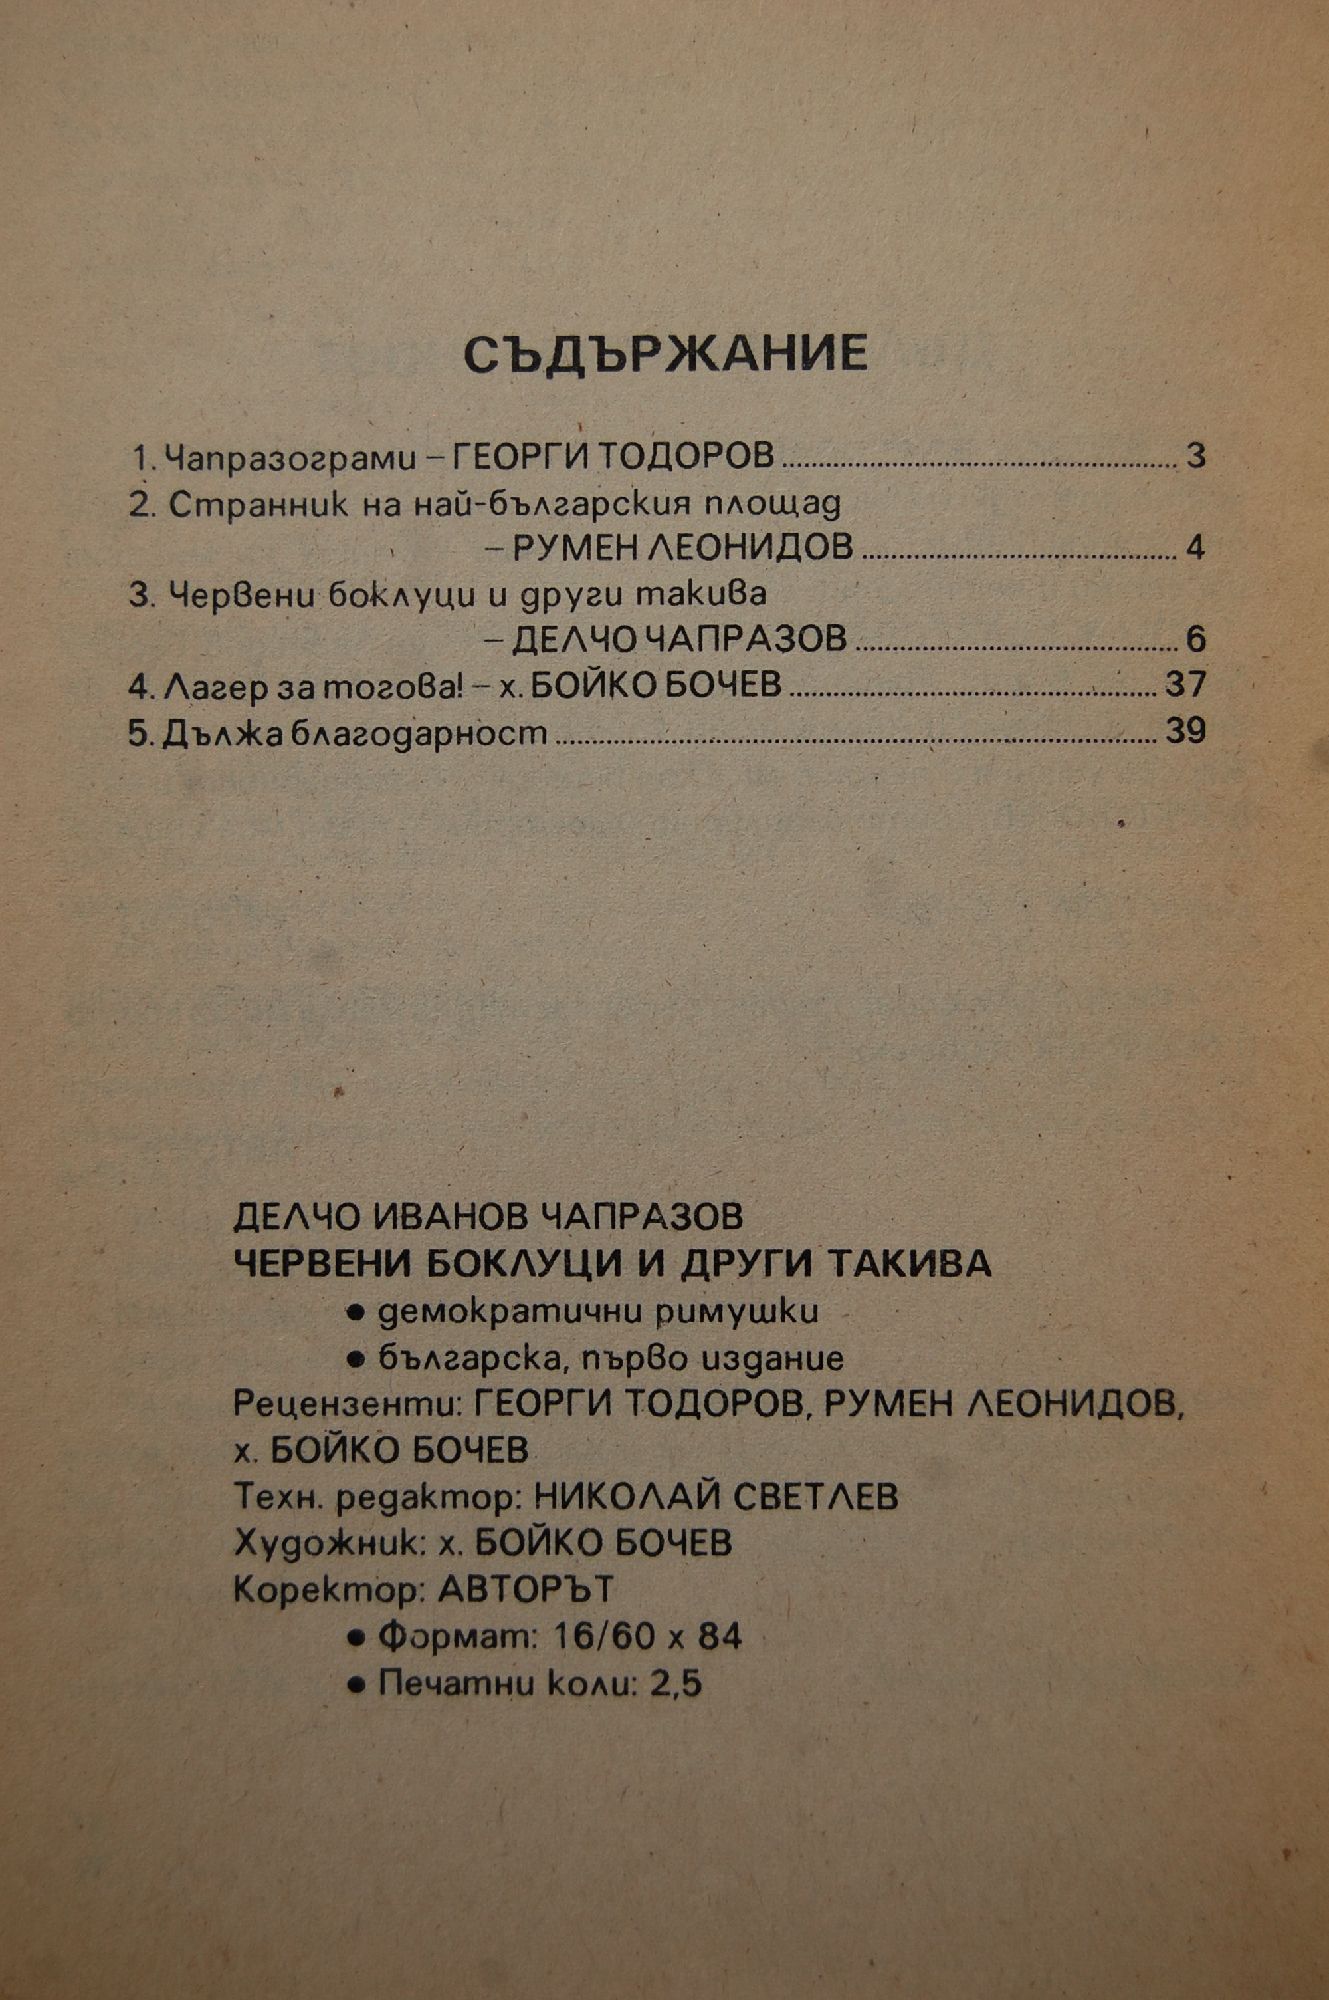 СЪДЪРЖАНИЕ
1. Чапразограми – ГЕОРГИ ТОДОРОВ ........ 3
2. Странник на най-българския площад
– РУМЕН ЛЕОНИДОВ ........ 4
3. Червени боклуци и други такива
– ДЕЛЧО ЧАПРАЗОВ ........ 6
4. Лагер за тогова! – х. БОЙКО БОЧЕВ ........ 37
5. Дължа благодарност ........ 39
ДЕЛЧО ИВАНОВ ЧАПРАЗОВ
ЧЕРВЕНИ БОКЛУЦИ И ДРУГИ ТАКИВА
● демократични римушки
● българска, първо издание
Рецензенти: ГЕОРГИ ТОДОРОВ, РУМЕН ЛЕОНИДОВ,
х. БОЙКО БОЧЕВ
Техн. редактор: НИКОЛАЙ СВЕТЛЕВ
Художник: х. БОЙКО БОЧЕВ
Коректор: АВТОРЪТ
● Формат: 16/60 x 84
● Печатни коли: 2,5